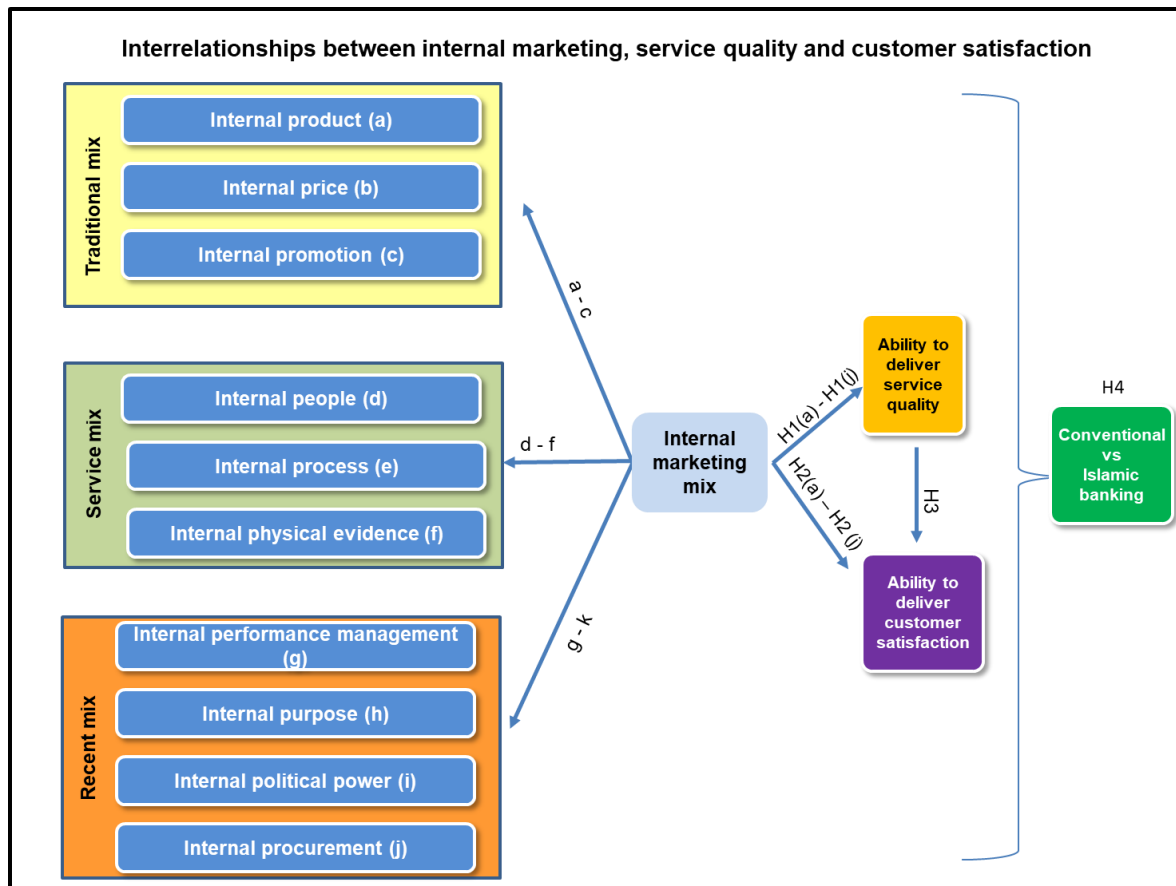 Interrelationships between internal marketing, service quality and customer satisfaction
Traditional mix
Internal product (a)
Internal price (b)
Internal promotion (c)
a - c
Service mix
Internal people (d)
Internal process (e)
Internal physical evidence (f)
d - f
Recent mix
Internal performance management
(g)
Internal purpose (h)
Internal political power (i)
Internal procurement (j)
g - k
Internal
marketing
mix
H1(a) - H1(j)
H2(a) – H2 (j)
Ability to
deliver
service
quality
H3
Ability to
deliver
customer
satisfaction
H4
Conventional
vs
Islamic
banking